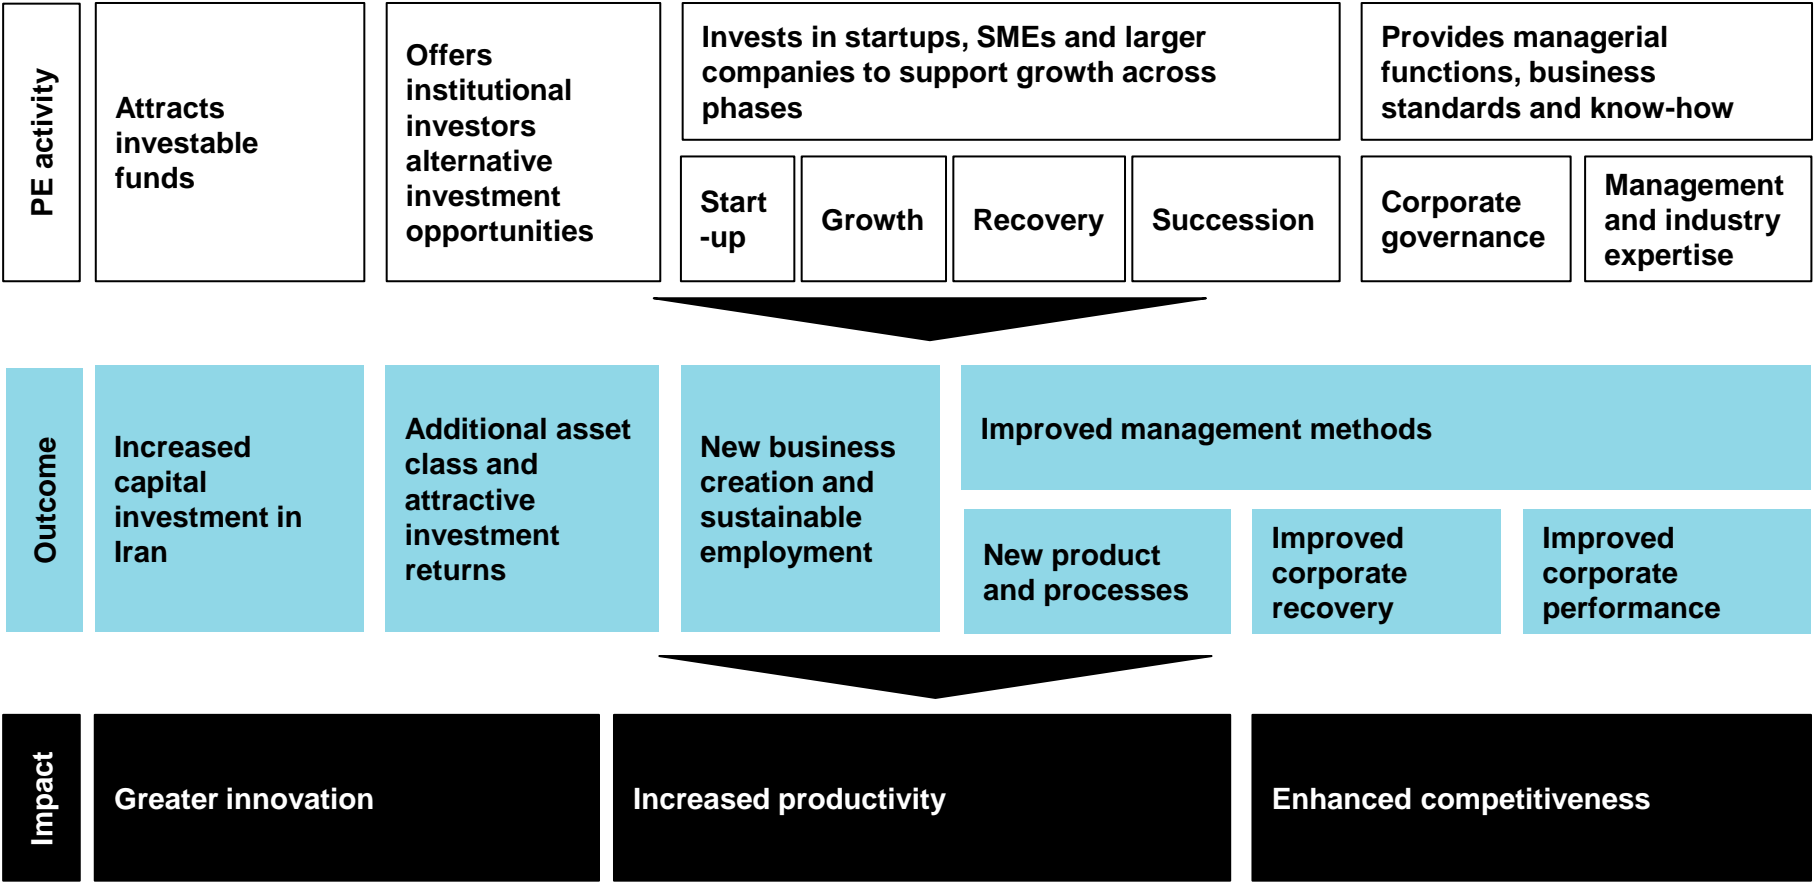 PE activity
Attracts
investable
funds
Offers
institutional
investors
alternative
investment
opportunities
Invests in startups, SMEs and larger
companies to support growth across
phases
Start
-up
Growth
Recovery
Succession
Provides managerial
functions, business
standards and know-how
Corporate
governance
Management
and industry
expertise
Outcome
Increased
capital
investment in
Iran
Additional asset
class and
attractive
investment
returns
New business
creation and
sustainable
employment
Improved management methods
New product
and processes
Improved
corporate
recovery
Improved
corporate
performance
Impact
Greater innovation
Increased productivity
Enhanced competitiveness